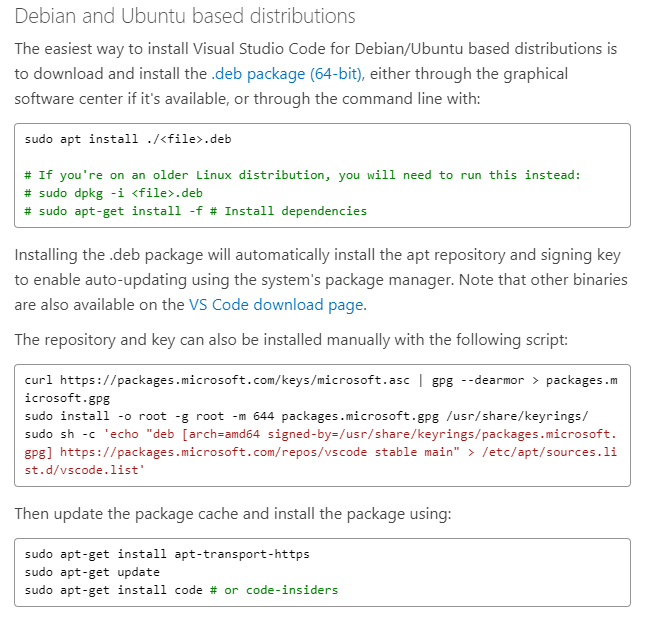 Debian and Ubuntu based distributions
The easiest way to install Visual Studio Code for Debian/Ubuntu based distributions is
to download and install the .deb package (64-bit), either through the graphical
software center if it's available, or through the command line with:
sudo apt install ./<file>.deb
# If you're on an older Linux distribution, you will need to run this instead:
# sudo dpkg -i <file>.deb
# sudo apt-get install -f # Install dependencies
Installing the .deb package will automatically install the apt repository and signing key
to enable auto-updating using the system's package manager. Note that other binaries
are also available on the VS Code download page.
The repository and key can also be installed manually with the following script:
curl https://packages.microsoft.com/keys/microsoft.asc | gpg --dearmor > packages.m
icrosoft.gpg
sudo install -o root -g root -m 644 packages.microsoft.gpg /usr/share/keyrings/
sudo sh -c 'echo "deb [arch=amd64 signed-by=/usr/share/keyrings/packages.microsoft.
gpg] https://packages.microsoft.com/repos/vscode stable main" > /etc/apt/sources.li
st.d/vscode.list'
Then update the package cache and install the package using:
sudo apt-get install apt-transport-https
sudo apt-get update
sudo apt-get install code # or code-insiders